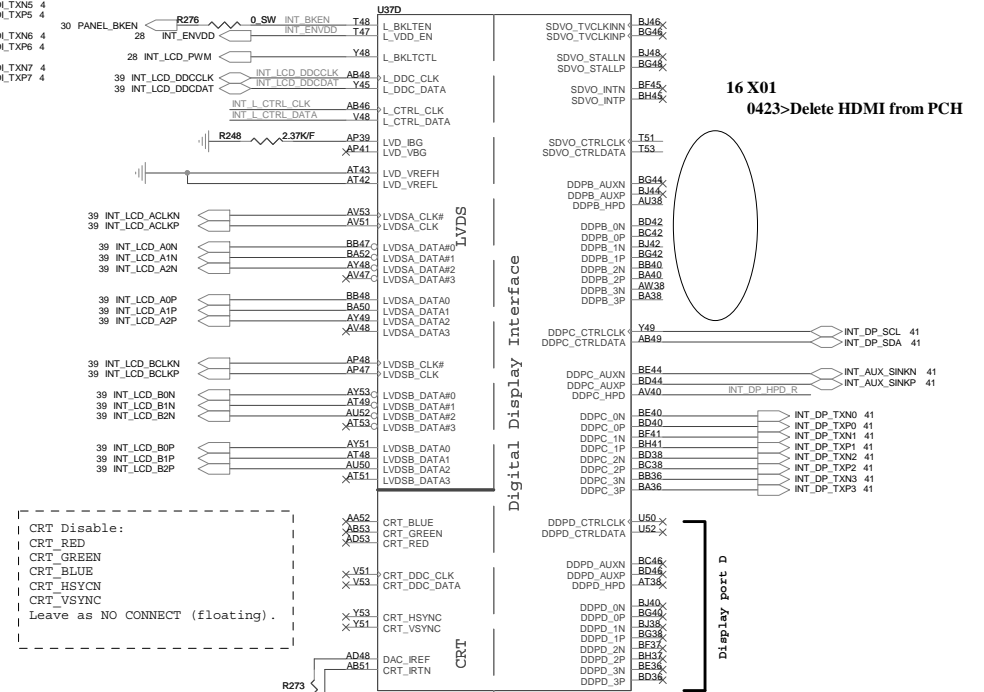 DI_TXN5 4
DI_TXP5 4
DI_TXN6 4
DI_TXP6 4
DI_TXN7 4
DI_TXP7 4
U37D
30 PANEL_BKEN R276 0_SW INT_BKEN T48 L_BKLTEN
28 INT_ENVDD INT_ENVDD T47 L_VDD_EN
28 INT_LCD_PWM Y48 L_BKLTCTL
39 INT_LCD_DDCCLK INT_LCD_DDCCLK AB48 L_DDC_CLK
39 INT_LCD_DDCDAT INT_LCD_DDCDAT Y45 L_DDC_DATA
INT_L_CTRL_CLK AB46 L_CTRL_CLK
INT_L_CTRL_DATA V48 L_CTRL_DATA
R248 2.37K/F AP39 LVD_IBG
AP41 LVD_VBG
AT43 LVD_VREFH
AT42 LVD_VREFL
39 INT_LCD_ACLKN AV53 LVDSA_CLK#
39 INT_LCD_ACLKP AV51 LVDSA_CLK
39 INT_LCD_A0N BB47 LVDSA_DATA#0
39 INT_LCD_A1N BA52 LVDSA_DATA#1
39 INT_LCD_A2N AY48 LVDSA_DATA#2
AV47 LVDSA_DATA#3
39 INT_LCD_A0P BB48 LVDSA_DATA0
39 INT_LCD_A1P BA50 LVDSA_DATA1
39 INT_LCD_A2P AY49 LVDSA_DATA2
AV48 LVDSA_DATA3
39 INT_LCD_BCLKN AP48 LVDSB_CLK#
39 INT_LCD_BCLKP AP47 LVDSB_CLK
39 INT_LCD_B0N AY53 LVDSB_DATA#0
39 INT_LCD_B1N AT49 LVDSB_DATA#1
39 INT_LCD_B2N AU52 LVDSB_DATA#2
AT53 LVDSB_DATA#3
39 INT_LCD_B0P AY51 LVDSB_DATA0
39 INT_LCD_B1P AT48 LVDSB_DATA1
39 INT_LCD_B2P AU50 LVDSB_DATA2
AT51 LVDSB_DATA3
LVDS
AA52 CRT_BLUE
AB53 CRT_GREEN
AD53 CRT_RED
V51 CRT_DDC_CLK
V53 CRT_DDC_DATA
Y53 CRT_HSYNC
Y51 CRT_VSYNC
AD48 DAC_IREF
AB51 CRT_IRTN
R273
CRT
CRT Disable:
CRT_RED
CRT_GREEN
CRT_BLUE
CRT_HSYCN
CRT_VSYNC
Leave as NO CONNECT (floating).
Digital Display Interface
SDVO_TVCLKINN BJ46
SDVO_TVCLKINP BG46
SDVO_STALLN BJ48
SDVO_STALLP BG48
SDVO_INTN BF45
SDVO_INTP BH45
16 X01
0423>Delete HDMI from PCH
SDVO_CTRLCLK T51
SDVO_CTRLDATA T53
DDPB_AUXN BG44
DDPB_AUXP BJ44
DDPB_HPD AU38
DDPB_0N BD42
DDPB_0P BC42
DDPB_1N BJ42
DDPB_1P BG42
DDPB_2N BB40
DDPB_2P BA40
DDPB_3N AW38
DDPB_3P BA38
DDPC_CTRLCLK Y49 INT_DP_SCL 41
DDPC_CTRLDATA AB49 INT_DP_SDA 41
DDPC_AUXN BE44 INT_AUX_SINKN 41
DDPC_AUXP BD44 INT_AUX_SINKP 41
DDPC_HPD AV40 INT_DP_HPD_R
DDPC_0N BE40 INT_DP_TXN0 41
DDPC_0P BD40 INT_DP_TXP0 41
DDPC_1N BF41 INT_DP_TXN1 41
DDPC_1P BH41 INT_DP_TXP1 41
DDPC_2N BD38 INT_DP_TXN2 41
DDPC_2P BC38 INT_DP_TXP2 41
DDPC_3N BB36 INT_DP_TXN3 41
DDPC_3P BA36 INT_DP_TXP3 41
DDPD_CTRLCLK U50
DDPD_CTRLDATA U52
DDPD_AUXN BC46
DDPD_AUXP BD46
DDPD_HPD AT38
DDPD_0N BJ40
DDPD_0P BG40
DDPD_1N BJ38
DDPD_1P BG38
DDPD_2N BF37
DDPD_2P BH37
DDPD_3N BE36
DDPD_3P BD36
Display port D